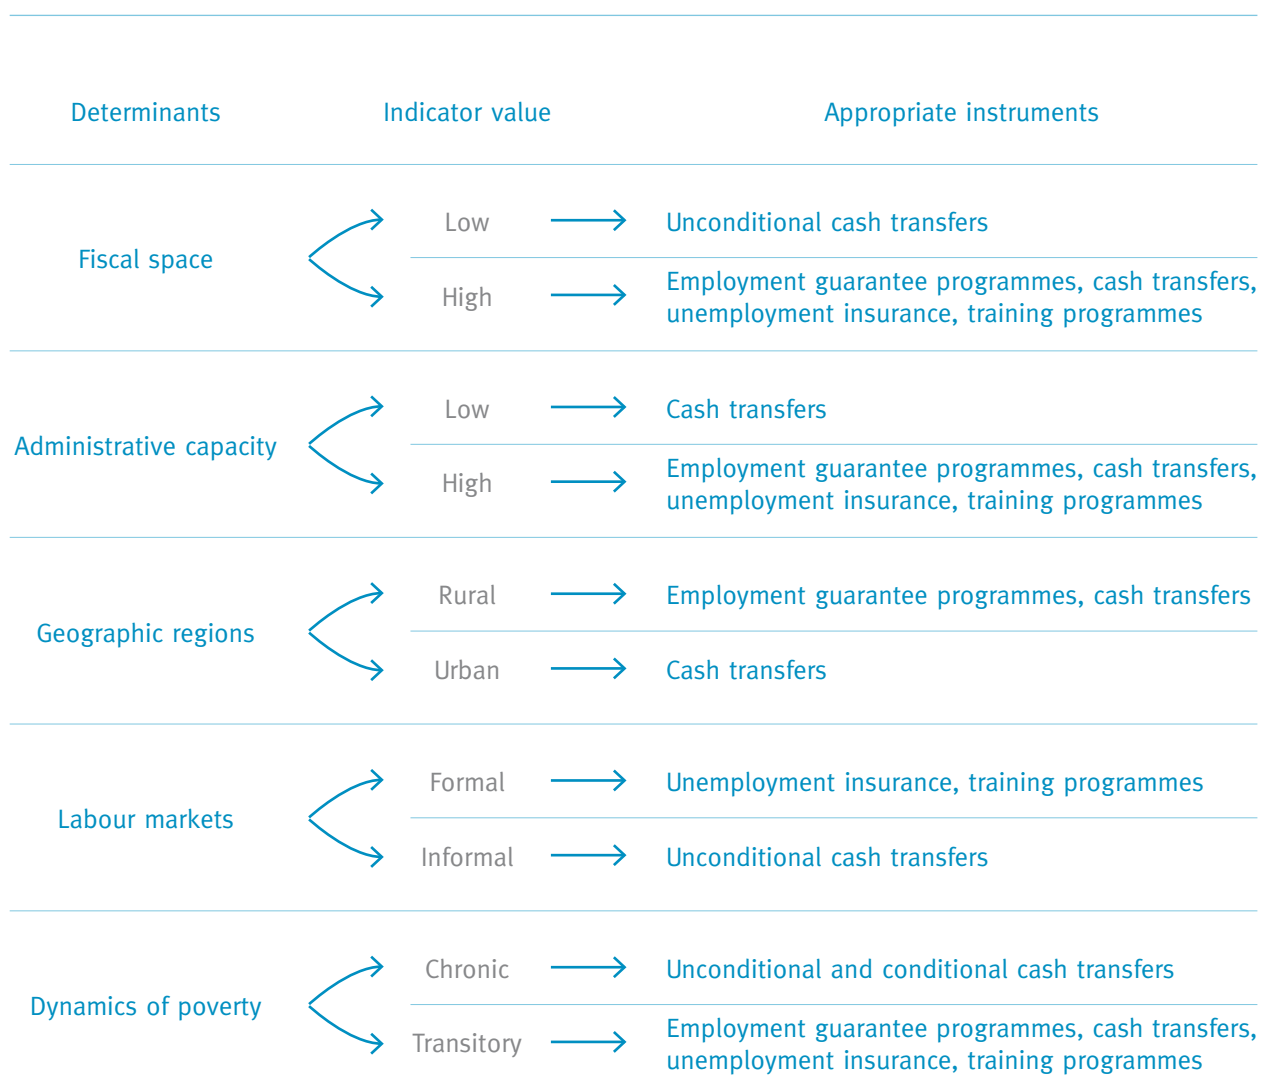 Determinants Indicator value Appropriate instruments
Fiscal space
Low Unconditional cash transfers
High Employment guarantee programmes, cash transfers,
unemployment insurance, training programmes
Administrative capacity
Low Cash transfers
High Employment guarantee programmes, cash transfers,
unemployment insurance, training programmes
Geographic regions
Rural Employment guarantee programmes, cash transfers
Urban Cash transfers
Labour markets
Formal Unemployment insurance, training programmes
Informal Unconditional cash transfers
Dynamics of poverty
Chronic Unconditional and conditional cash transfers
Transitory Employment guarantee programmes, cash transfers,
unemployment insurance, training programmes